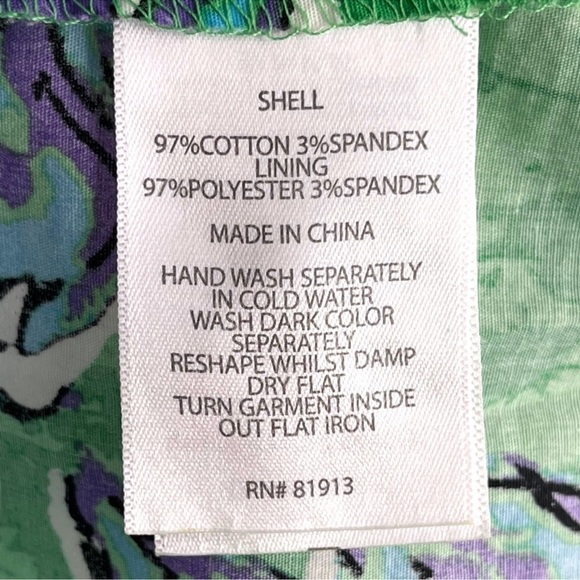 SHELL
97%COTTON 3%SPANDEX
LINING
97%POLYESTER 3%SPANDEX
MADE IN CHINA
HAND WASH SEPARATELY
IN COLD WATER
WASH DARK COLOR
SEPARATELY
RESHAPE WHILST DAMP
DRY FLAT
TURN GARMENT INSIDE
OUT FLAT IRON
RN# 81913